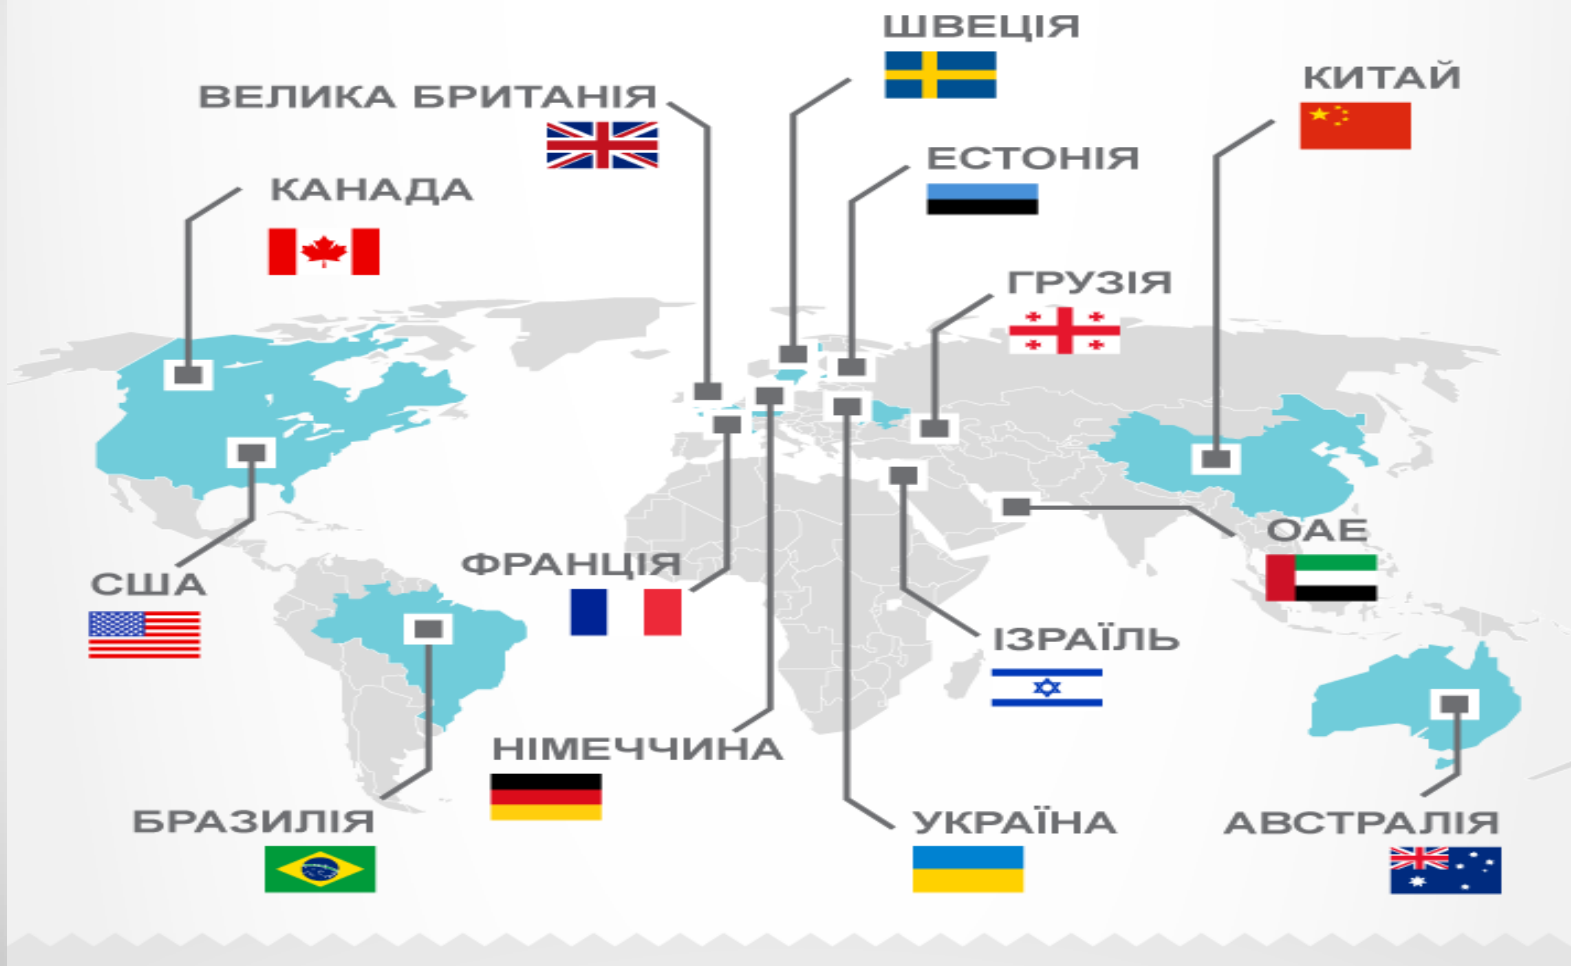 ШВЕЦІЯ
КИТАЙ
ВЕЛИКА БРИТАНІЯ
ЕСТОНІЯ
КАНАДА
ГРУЗІЯ
ОАЕ
ФРАНЦІЯ
США
ІЗРАЇЛЬ
НІМЕЧЧИНА
БРАЗИЛІЯ
УКРАЇНА
АВСТРАЛІЯ